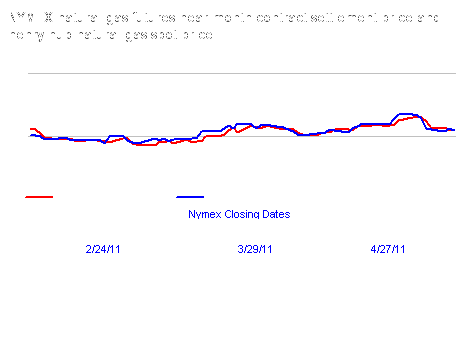 NYMEX natural gas futures near-month contract settlement price and
henry hub natural gas spot price
Nymex Closing Dates
2/24/11 3/29/11 4/27/11